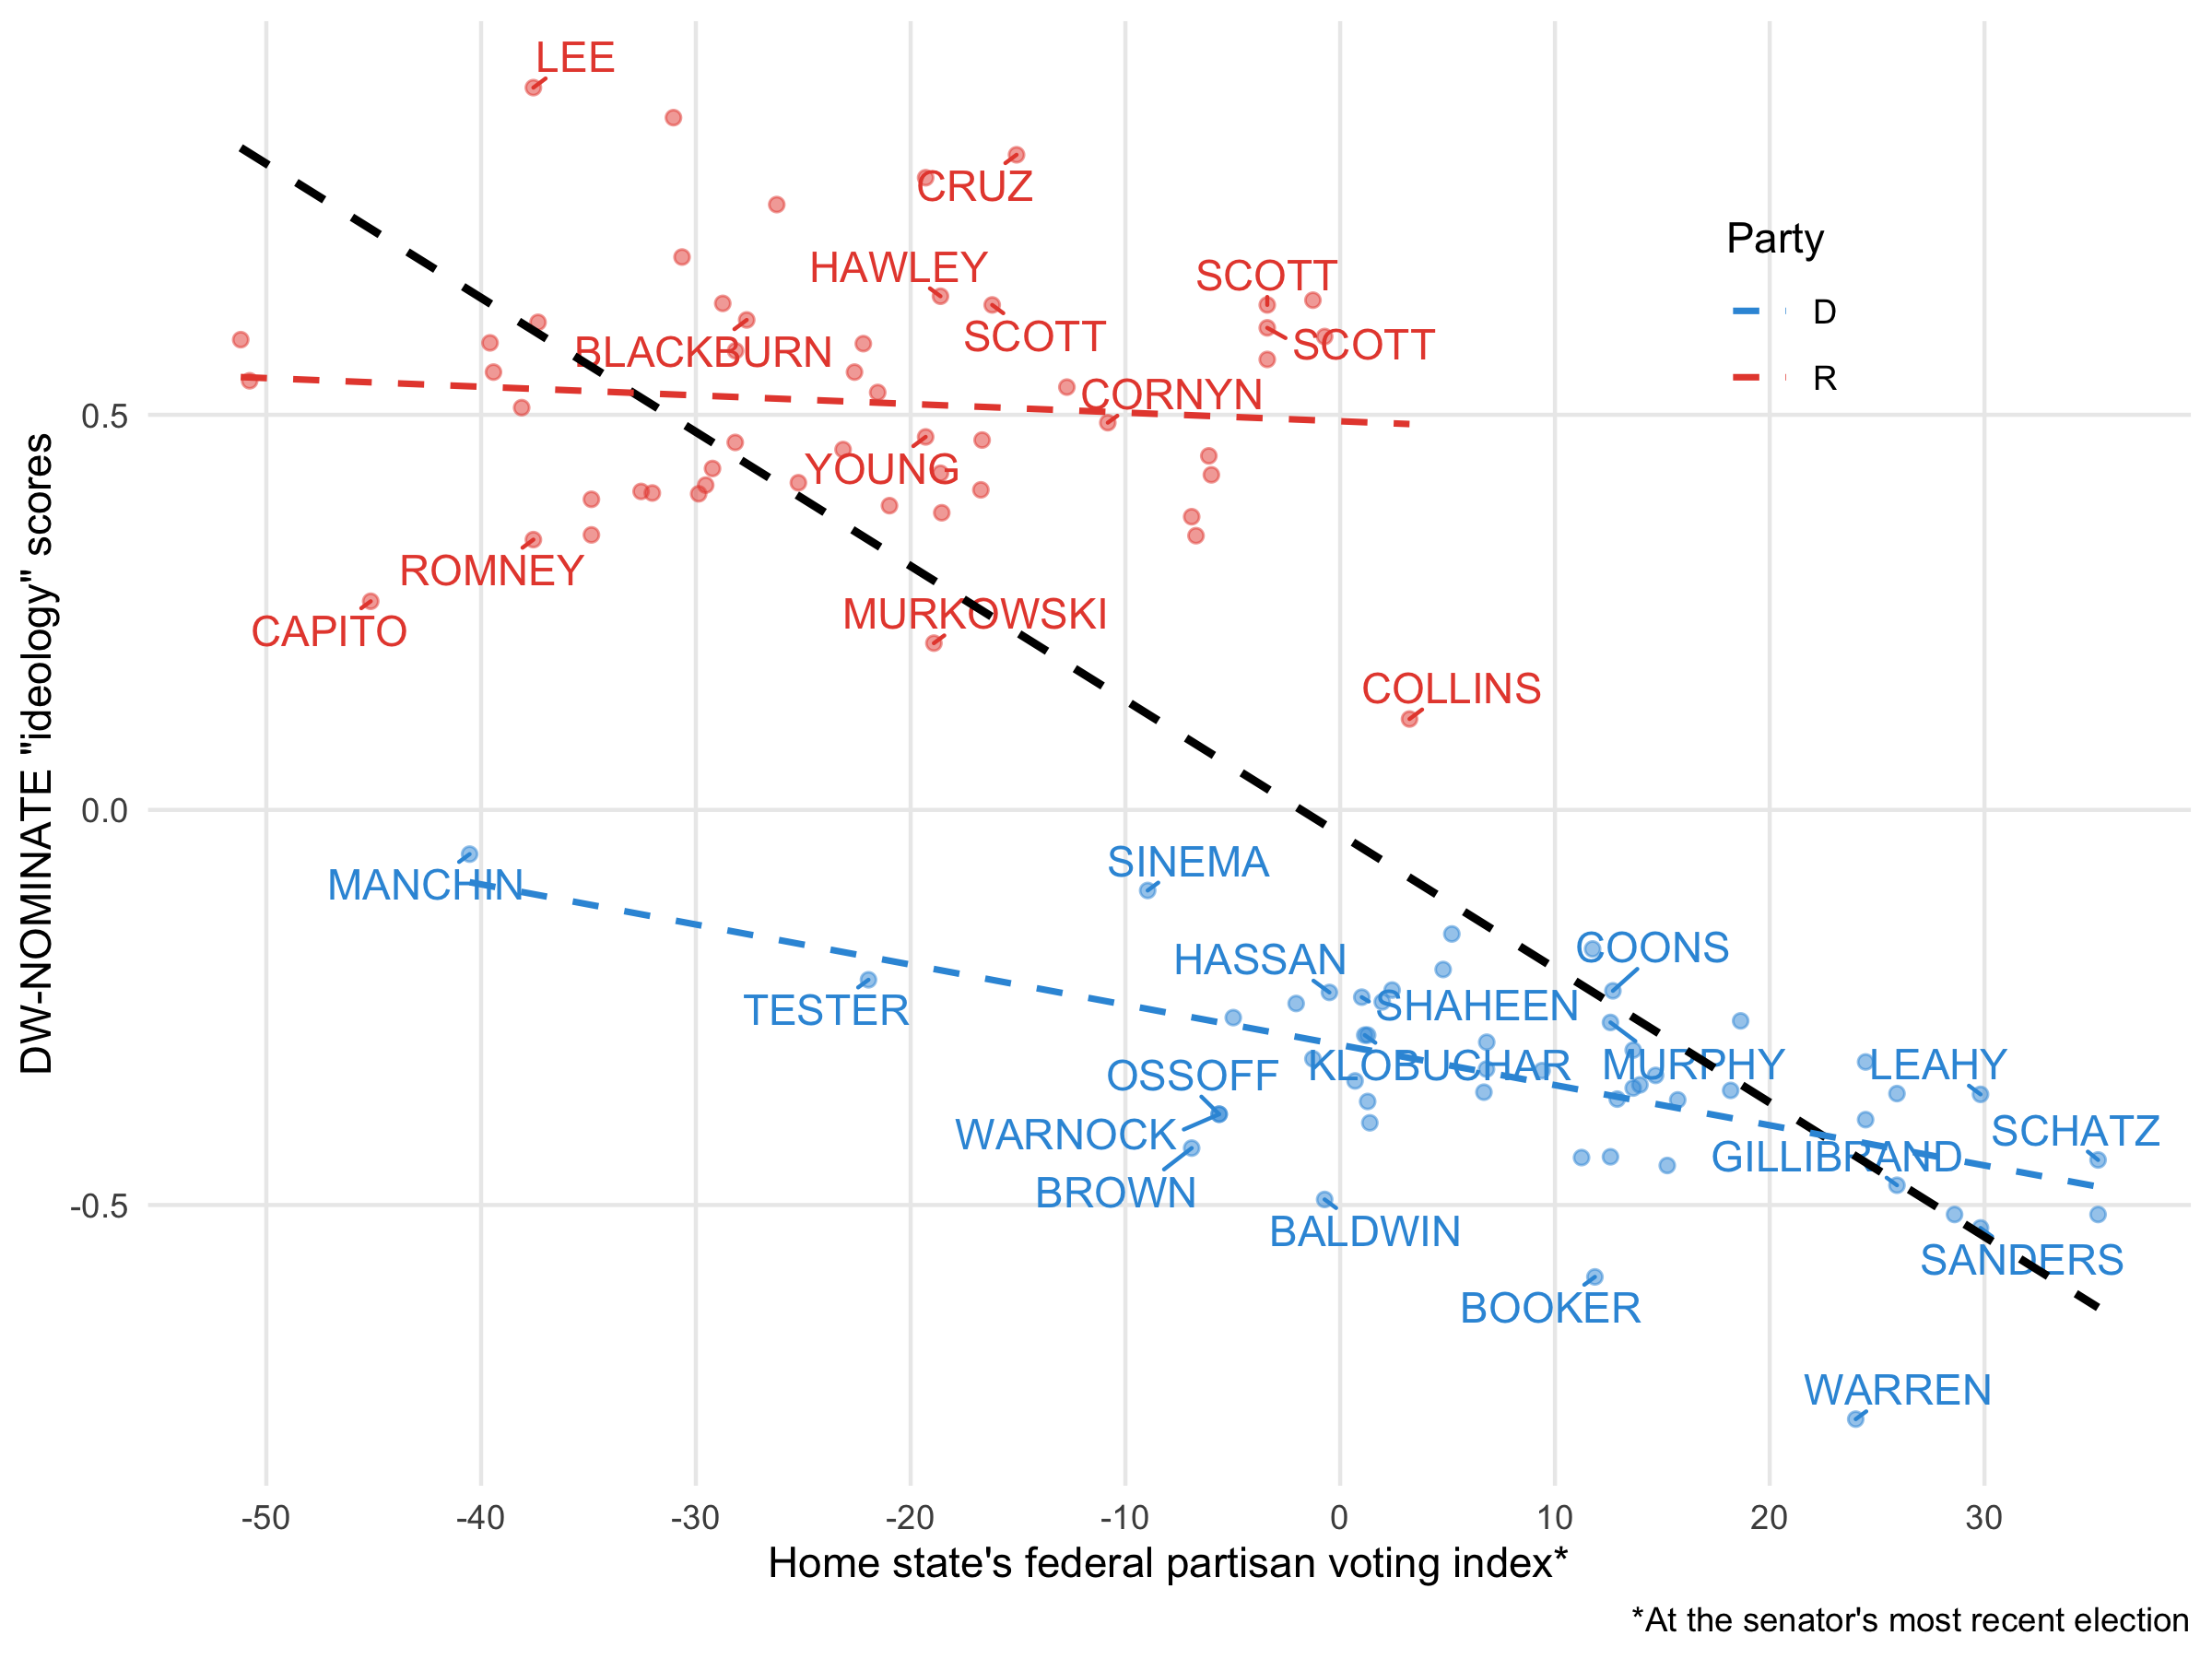 LEE
CRUZ
HAWLEY
SCOTT
SCOTT
SCOTT
BLACKBURN
CORNYN
YOUNG
ROMNEY
CAPITO
MURKOWSKI
COLLINS
MANCHIN
SINEMA
TESTER
HASSAN
COONS
SHAHEEN
KLOBUCHAR
MURPHY
LEAHY
OSSOFF
WARNOCK
SCHATZ
GILLIBRAND
BROWN
BALDWIN
SANDERS
BOOKER
WARREN
Party
D
R
0.5
0.0
-0.5
DW-NOMINATE "ideology" scores
-50 -40 -30 -20 -10 0 10 20 30
Home state's federal partisan voting index*
*At the senator's most recent election